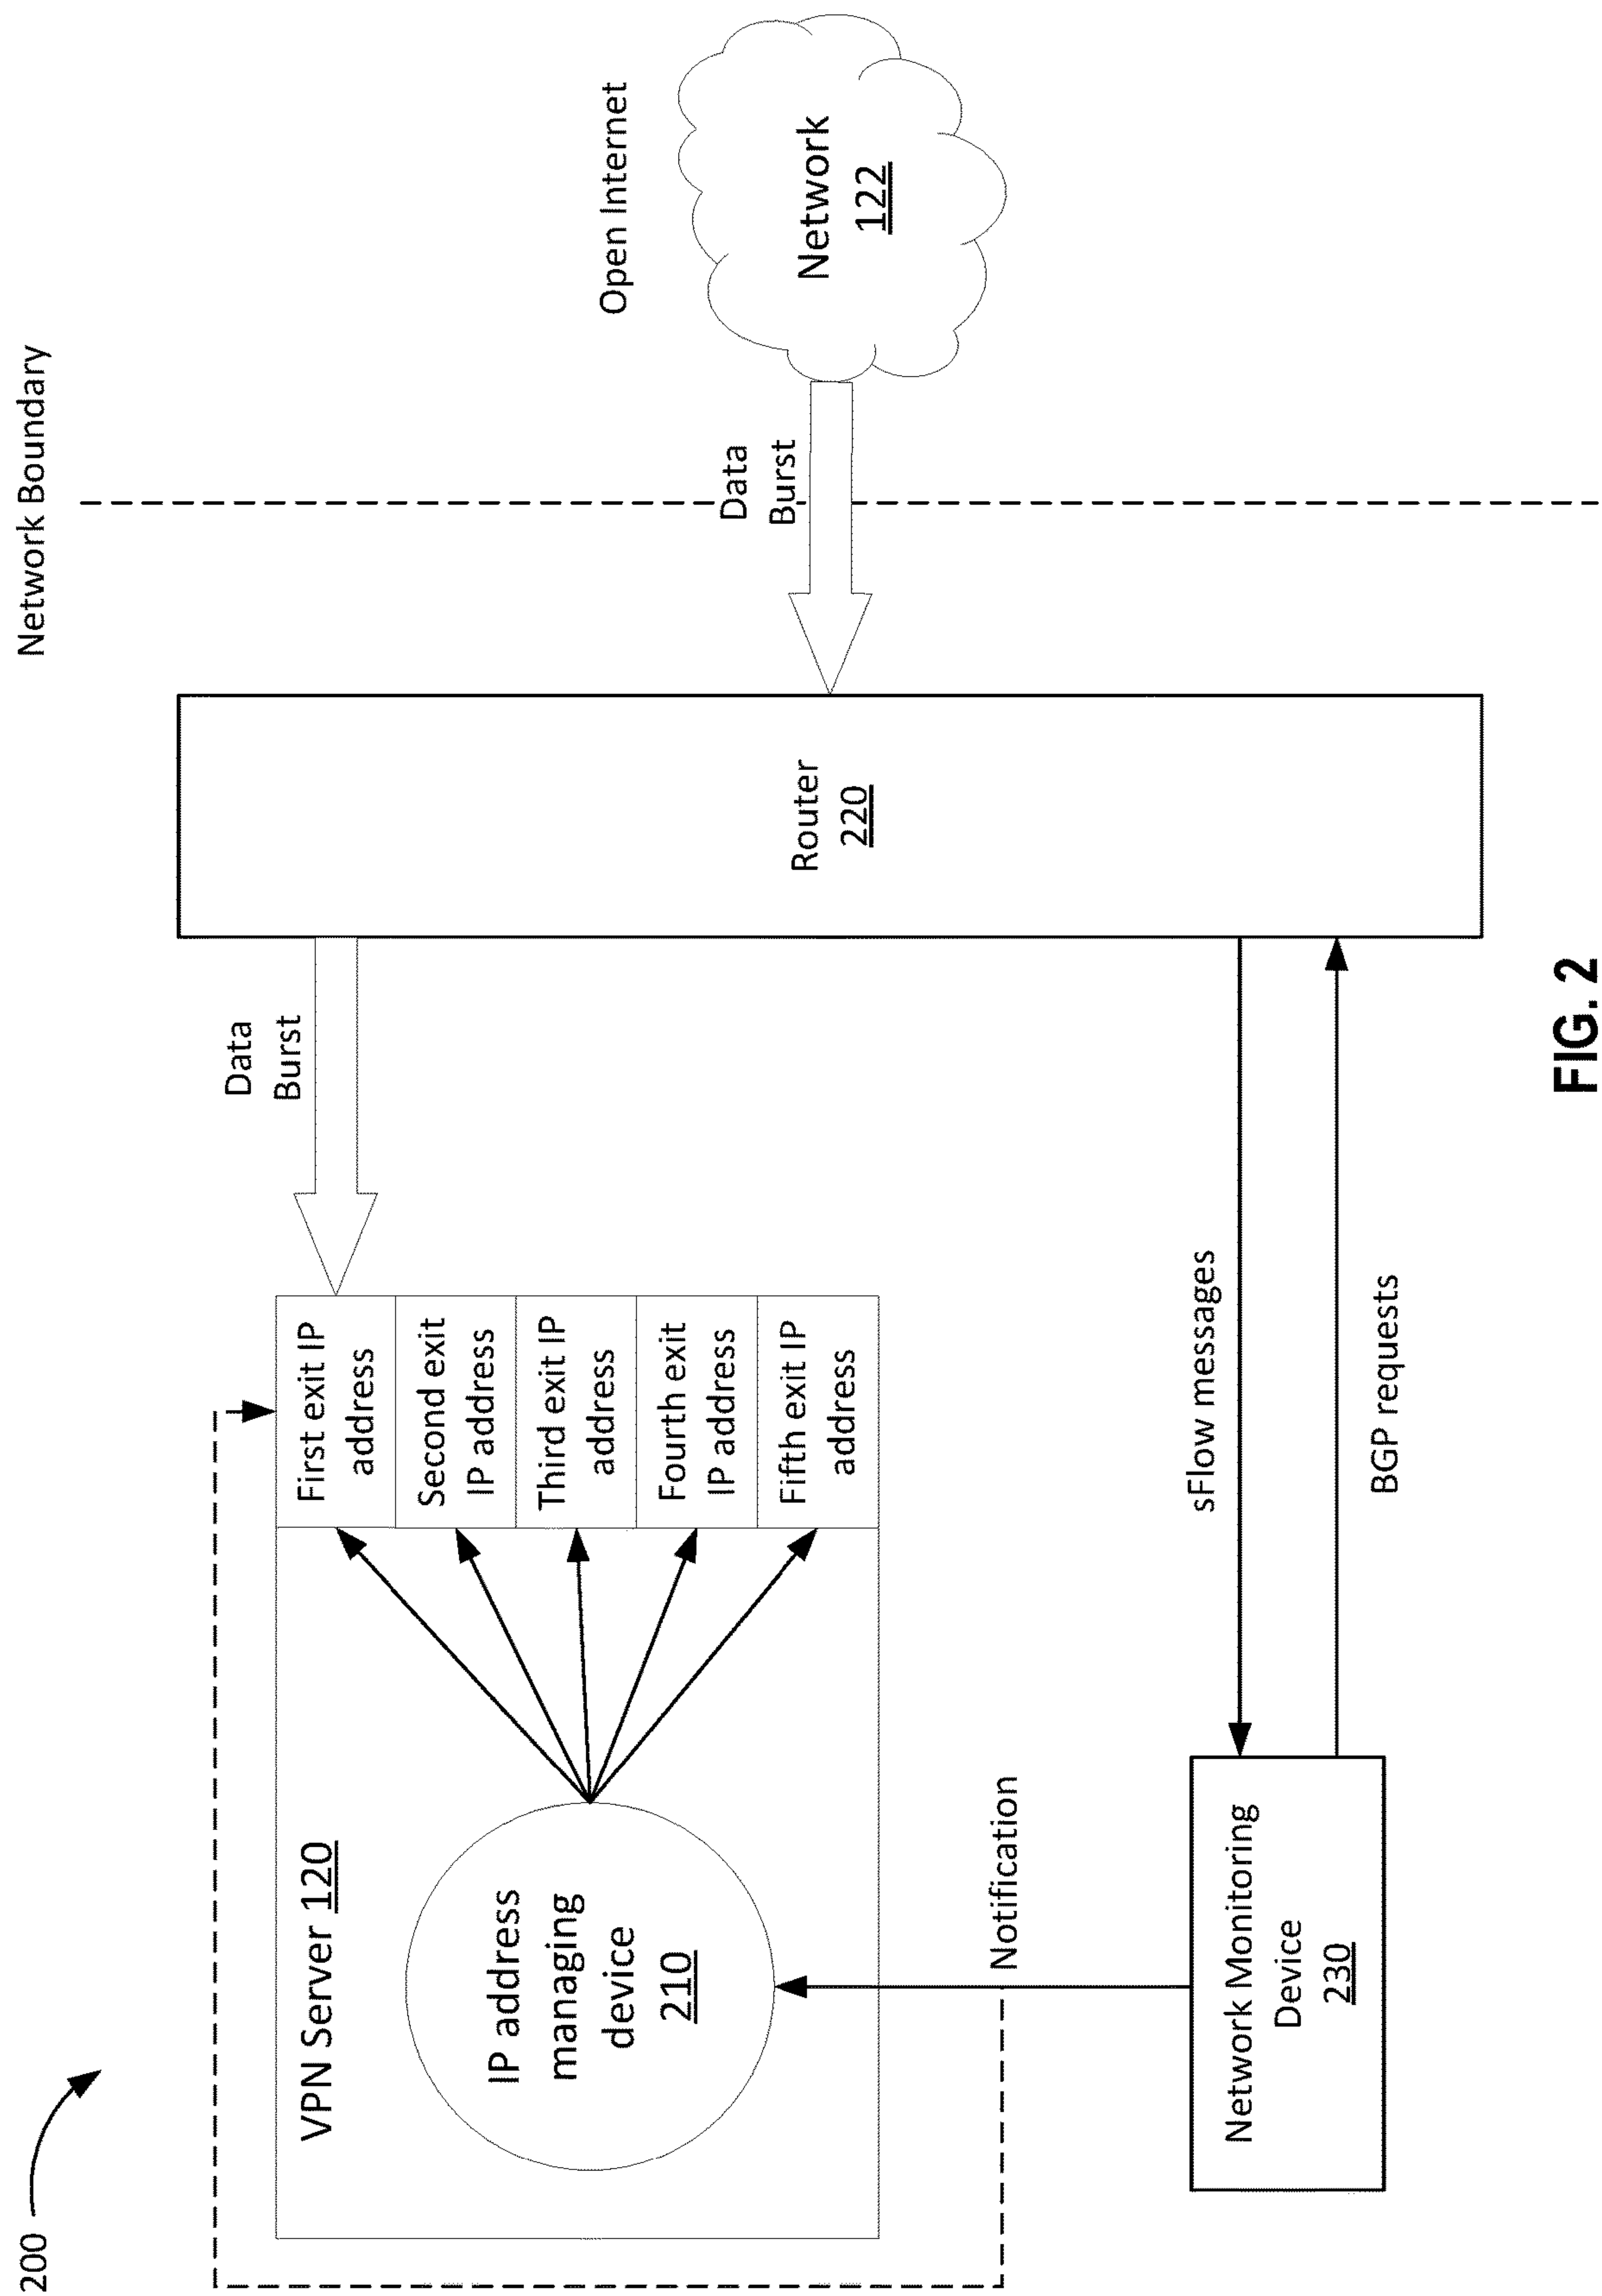 200
Network Boundary
VPN Server 120
IP address
managing
device
210
First exit IP
address
Second exit
IP address
Third exit IP
address
Fourth exit
IP address
Fifth exit IP
address
Data
Burst
Router
220
Data
Burst
Open Internet
Network
122
Notification
Network Monitoring
Device
230
sFlow messages
BGP requests
FIG. 2